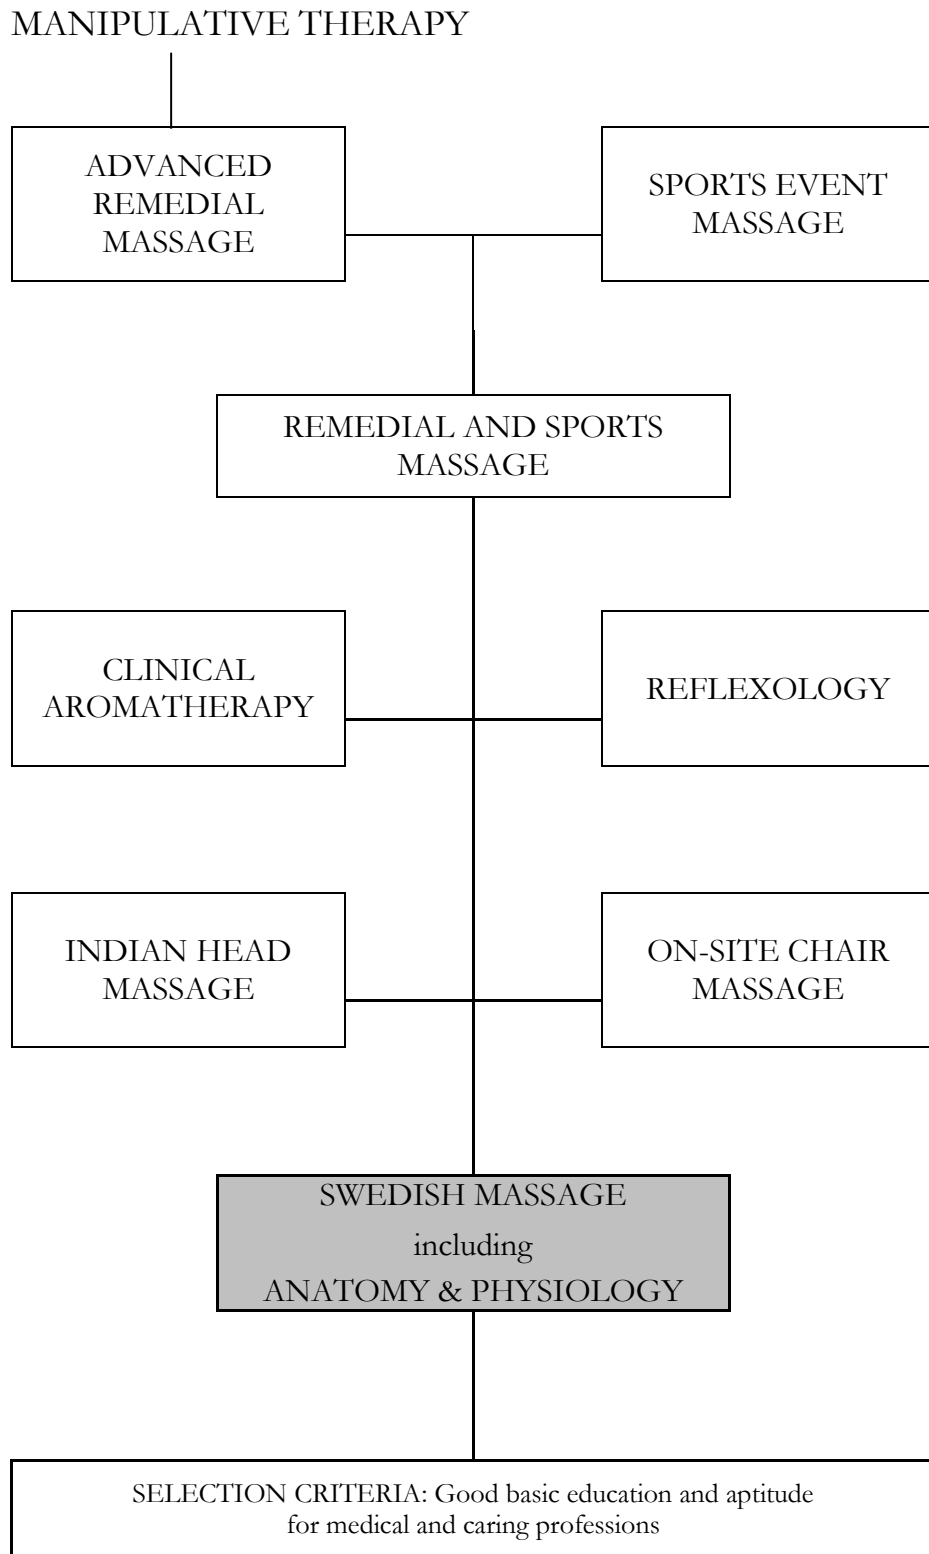 MANIPULATIVE THERAPY
ADVANCED
REMEDIAL
MASSAGE
SPORTS EVENT
MASSAGE
REMEDIAL AND SPORTS
MASSAGE
CLINICAL
AROMATHERAPY
REFLEXOLOGY
INDIAN HEAD
MASSAGE
ON-SITE CHAIR
MASSAGE
SWEDISH MASSAGE
including
ANATOMY & PHYSIOLOGY
SELECTION CRITERIA: Good basic education and aptitude
for medical and caring professions